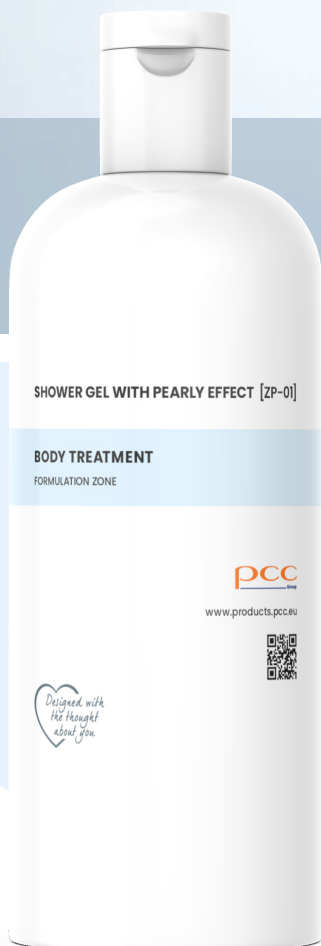 SHOWER GEL WITH PEARLY EFFECT [ZP-01]
BODY TREATMENT
FORMULATION ZONE
pcc
Group
www.products.pcc.eu
Designed with
the thought
about you